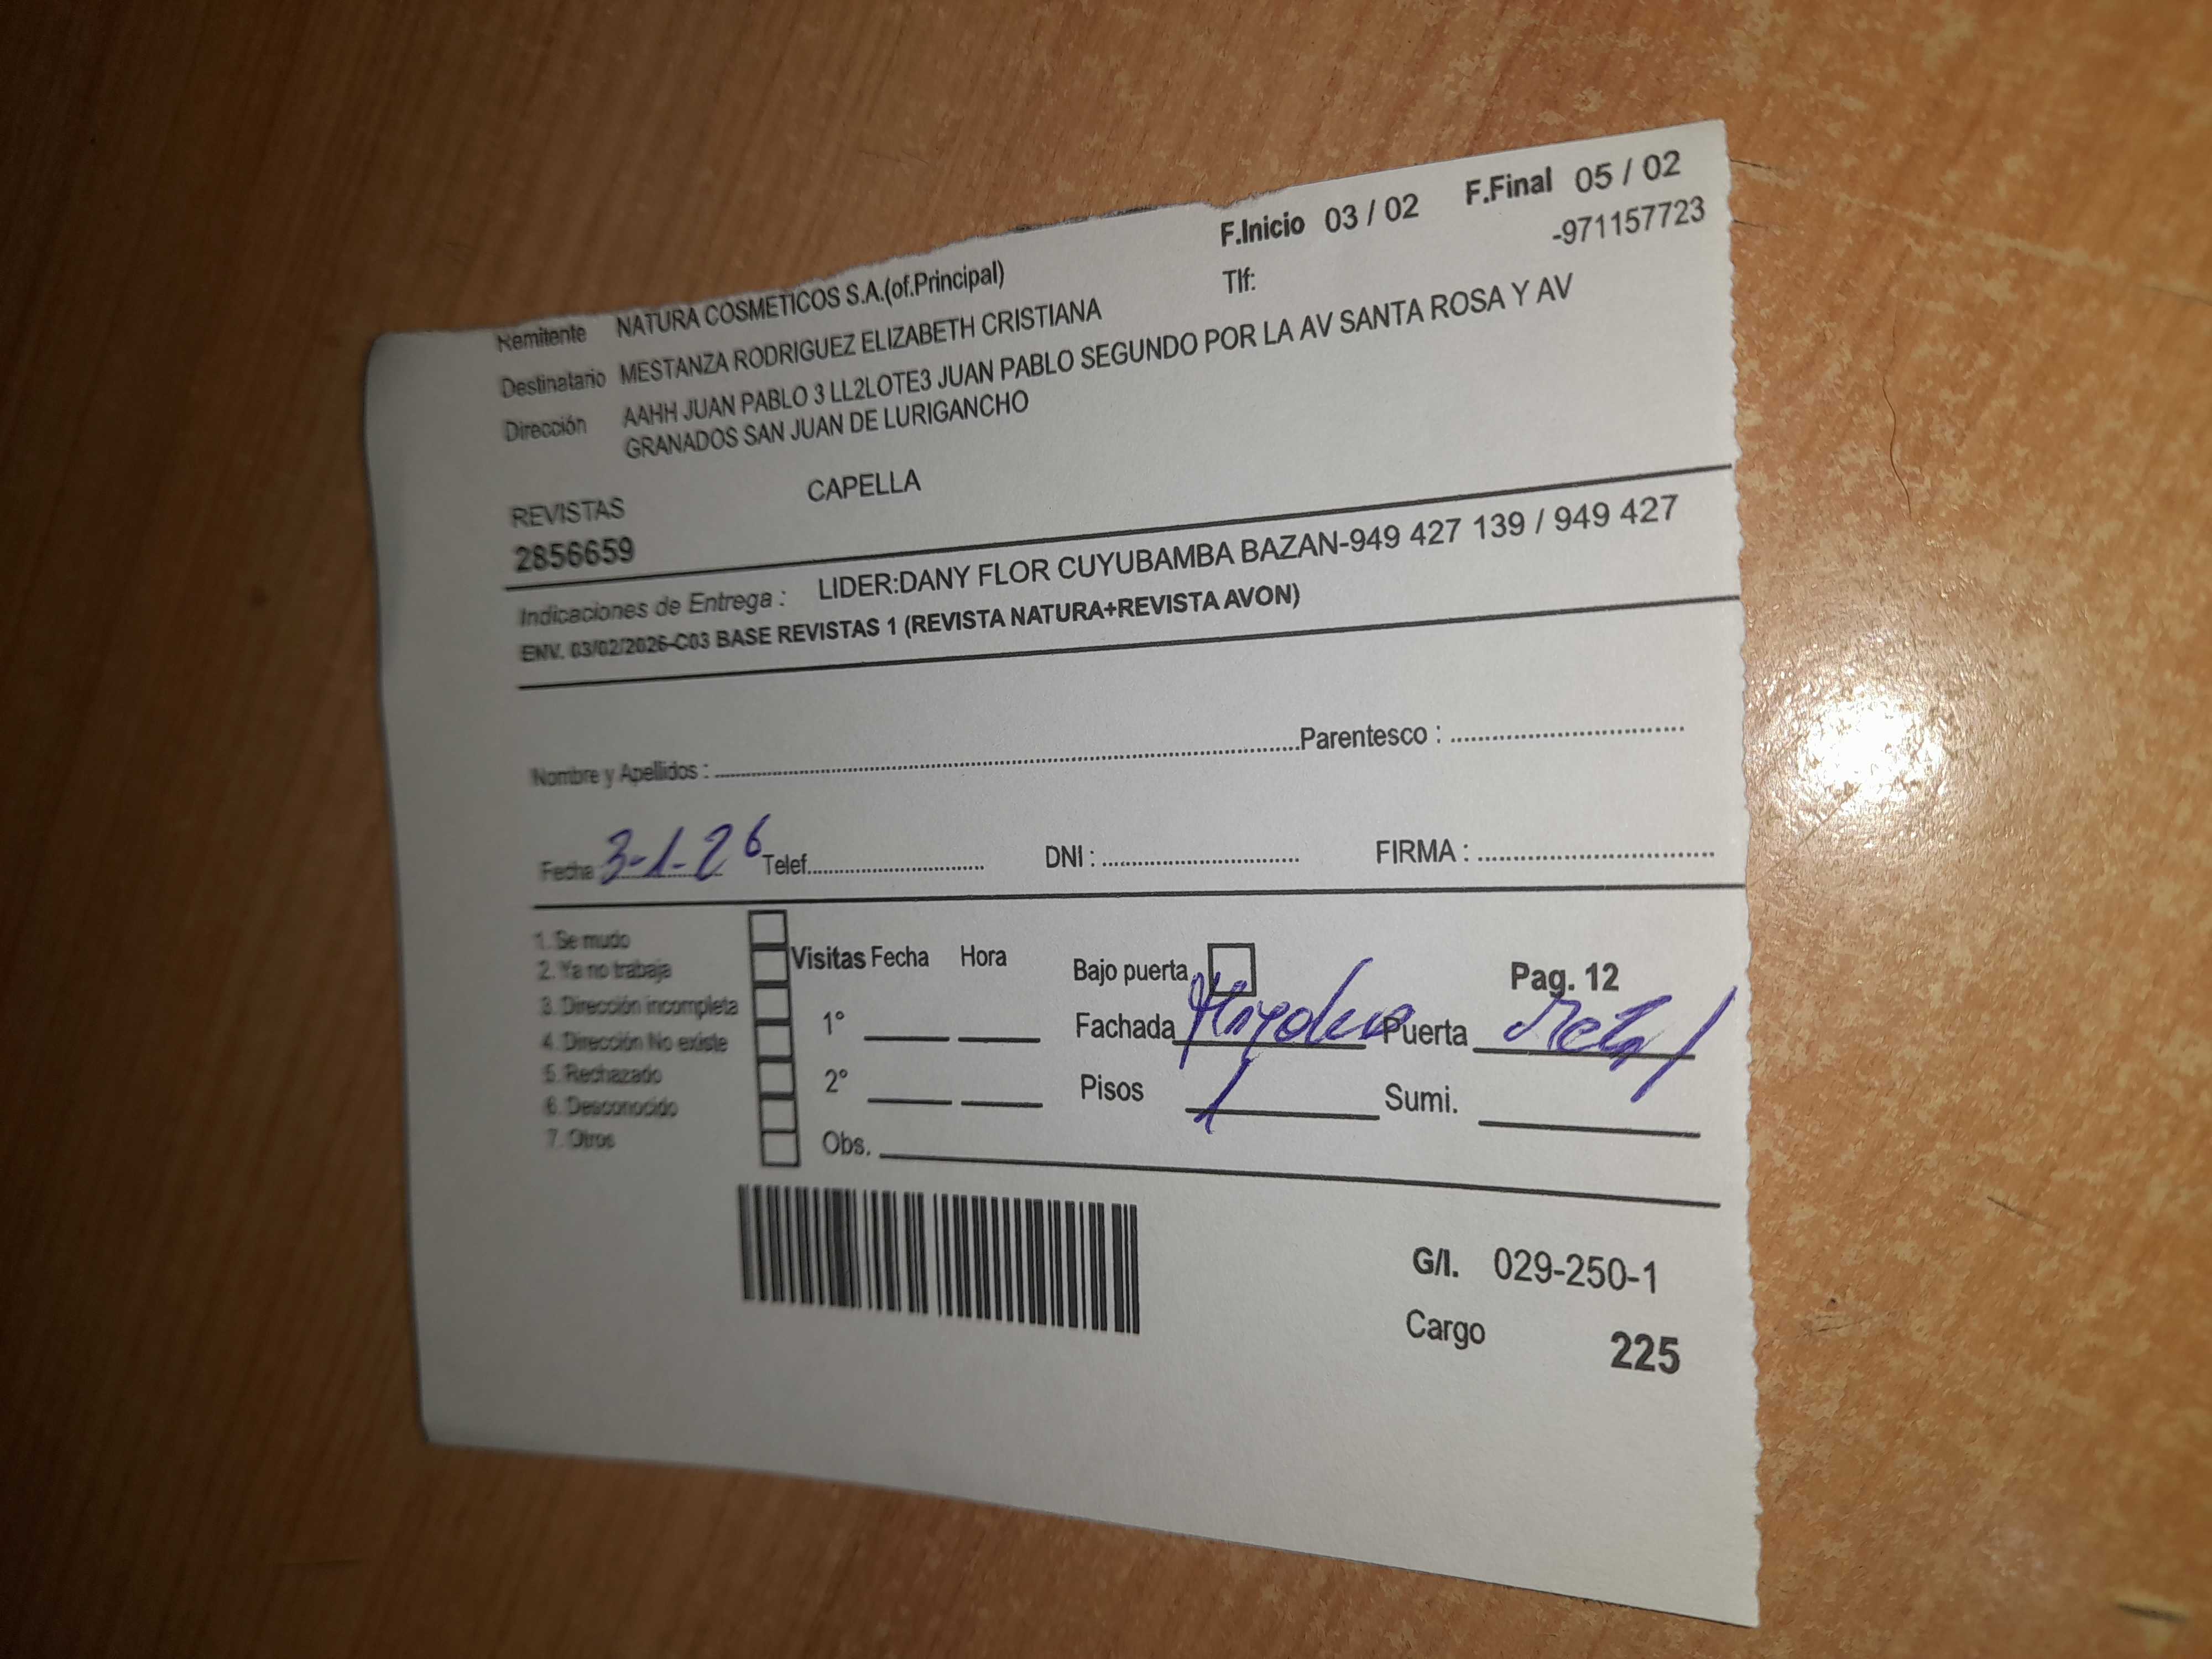 F.Inicio 03 / 02 F.Final 05 / 02
Remitente NATURA COSMETICOS S.A.(of.Principal) Tlf: -971157723
Destinatario MESTANZA RODRIGUEZ ELIZABETH CRISTIANA
Dirección AAHH JUAN PABLO 3 LL2LOTE3 JUAN PABLO SEGUNDO POR LA AV SANTA ROSA Y AV
GRANADOS SAN JUAN DE LURIGANCHO
REVISTAS CAPELLA
2856659
Indicaciones de Entrega : LIDER:DANY FLOR CUYUBAMBA BAZAN-949 427 139 / 949 427
ENV. 03/02/2026-C03 BASE REVISTAS 1 (REVISTA NATURA+REVISTA AVON)
Nombre y Apellidos : Parentesco :
Fecha 3-1-26 Telef. DNI : FIRMA :
1. Se mudo
2. Ya no trabaja
3. Dirección incompleta
4. Dirección No existe
5. Rechazado
6. Desconocido
7. Otros
Visitas Fecha Hora
1°
2°
Obs.
Bajo puerta Pag. 12
Fachada Puerta Metal
Pisos 1 Sumi.
G/I. 029-250-1
Cargo 225